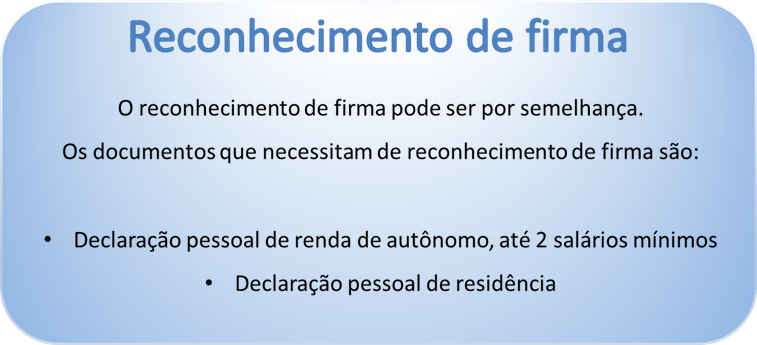 Reconhecimento de firma
O reconhecimento de firma pode ser por semelhança.
Os documentos que necessitam de reconhecimento de firma são:
• Declaração pessoal de renda de autônomo, até 2 salários mínimos
• Declaração pessoal de residência